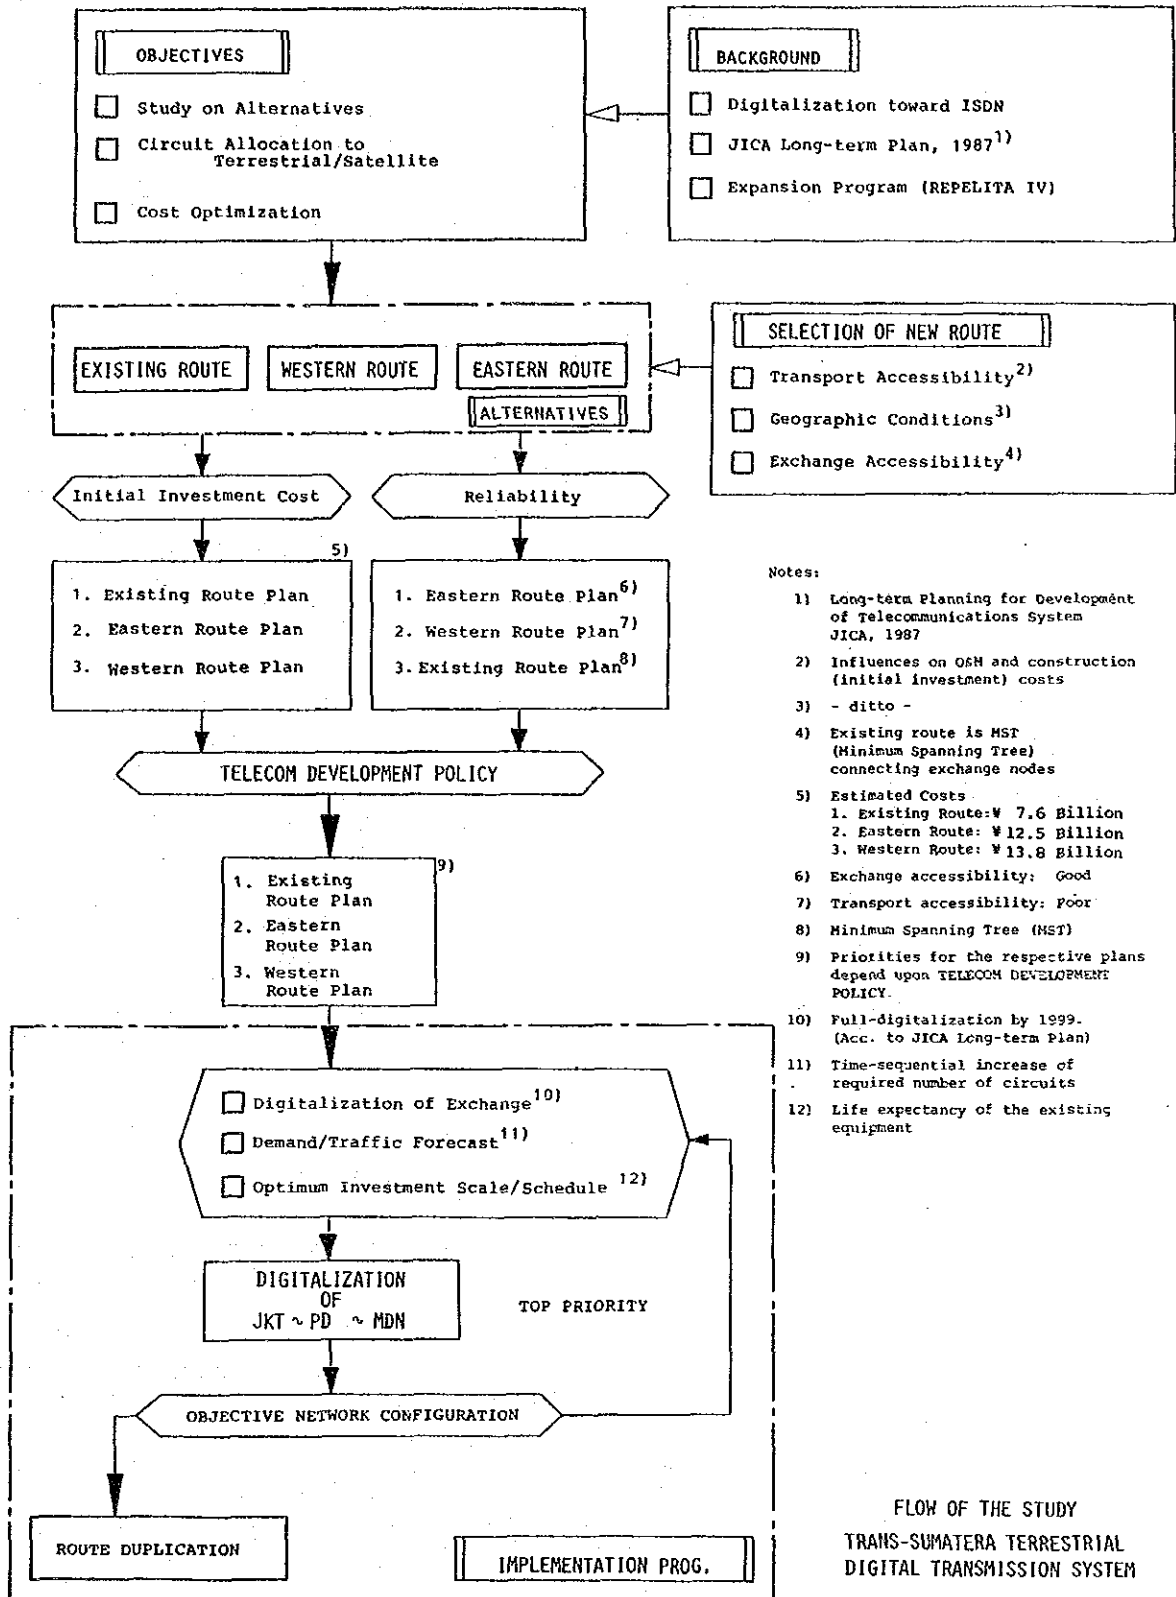 OBJECTIVES
Study on Alternatives
Circuit Allocation to
Terrestrial/Satellite
Cost Optimization
BACKGROUND
Digitalization toward ISDN
JICA Long-term Plan, 1987 1)
Expansion Program (REPELITA IV)
EXISTING ROUTE
WESTERN ROUTE
EASTERN ROUTE
ALTERNATIVES
SELECTION OF NEW ROUTE
Transport Accessibility 2)
Geographic Conditions 3)
Exchange Accessibility 4)
Initial Investment Cost
Reliability
5)
1. Existing Route Plan
2. Eastern Route Plan
3. Western Route Plan
1. Eastern Route Plan 6)
2. Western Route Plan 7)
3. Existing Route Plan 8)
TELECOM DEVELOPMENT POLICY
9)
1. Existing
Route Plan
2. Eastern
Route Plan
3. Western
Route Plan
Digitalization of Exchange 10)
Demand/Traffic Forecast 11)
Optimum Investment Scale/Schedule 12)
DIGITALIZATION
OF
JKT ~ PD ~ MDN
TOP PRIORITY
OBJECTIVE NETWORK CONFIGURATION
ROUTE DUPLICATION
IMPLEMENTATION PROG.
Notes:
1) Long-term Planning for Development
of Telecommunications System
JICA, 1987
2) Influences on O&M and construction
(initial investment) costs
3) - ditto -
4) Existing route is MST
(Minimum Spanning Tree)
connecting exchange nodes
5) Estimated Costs
1. Existing Route: ¥ 7.6 Billion
2. Eastern Route: ¥ 12.5 Billion
3. Western Route: ¥ 13.8 Billion
6) Exchange accessibility: Good
7) Transport accessibility: Poor
8) Minimum Spanning Tree (MST)
9) Priorities for the respective plans
depend upon TELECOM DEVELOPMENT
POLICY.
10) Full-digitalization by 1999.
(Acc. to JICA Long-term Plan)
11) Time-sequential increase of
required number of circuits
12) Life expectancy of the existing
equipment
FLOW OF THE STUDY
TRANS-SUMATERA TERRESTRIAL
DIGITAL TRANSMISSION SYSTEM